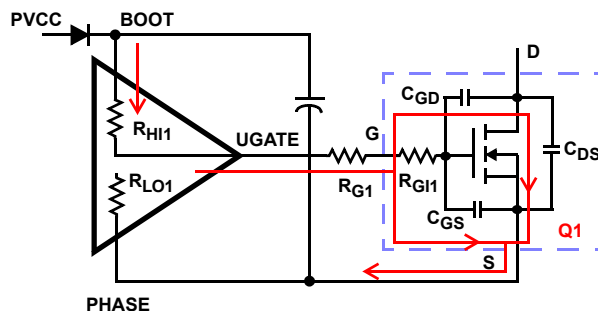 PVCC
BOOT
D
CGD
G
UGATE
RHI1
RLO1
RG1
RGI1
CDS
CGS
Q1
S
PHASE